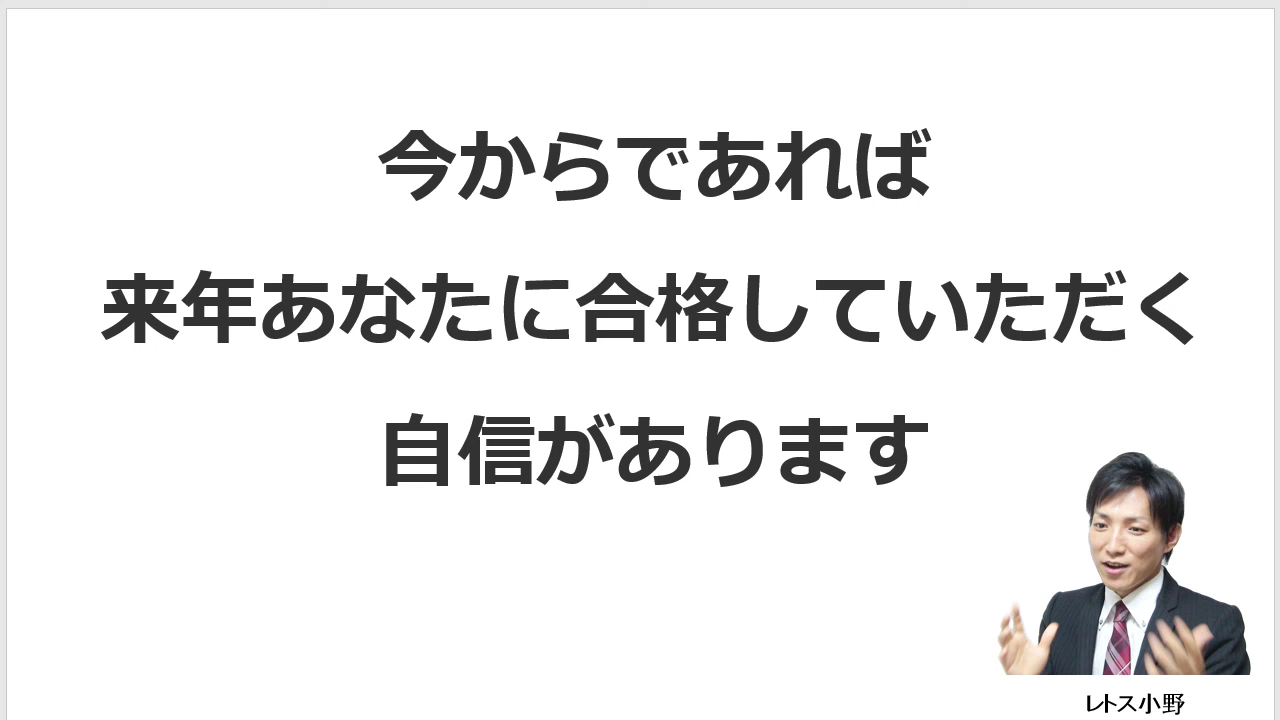 今からであれば
来年あなたに合格していただく
自信があります
レトス小野